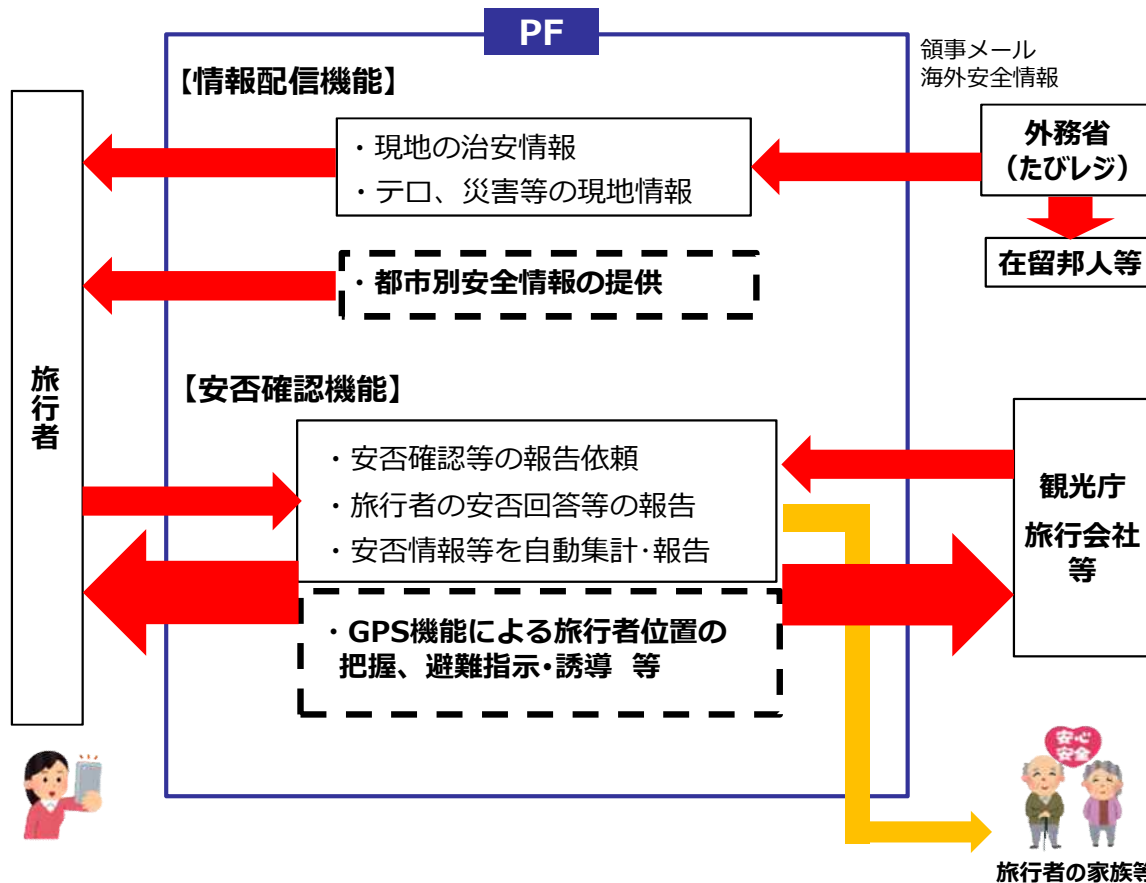 PF
領事メール
海外安全情報
【情報配信機能】
・現地の治安情報
・テロ、災害等の現地情報
外務省
（たびレジ）
在留邦人等
・都市別安全情報の提供
旅行者
【安否確認機能】
・安否確認等の報告依頼
・旅行者の安否回答等の報告
・安否情報等を自動集計・報告
観光庁
旅行会社
等
・GPS機能による旅行者位置の
把握、避難指示・誘導 等
安心
安全
旅行者の家族等